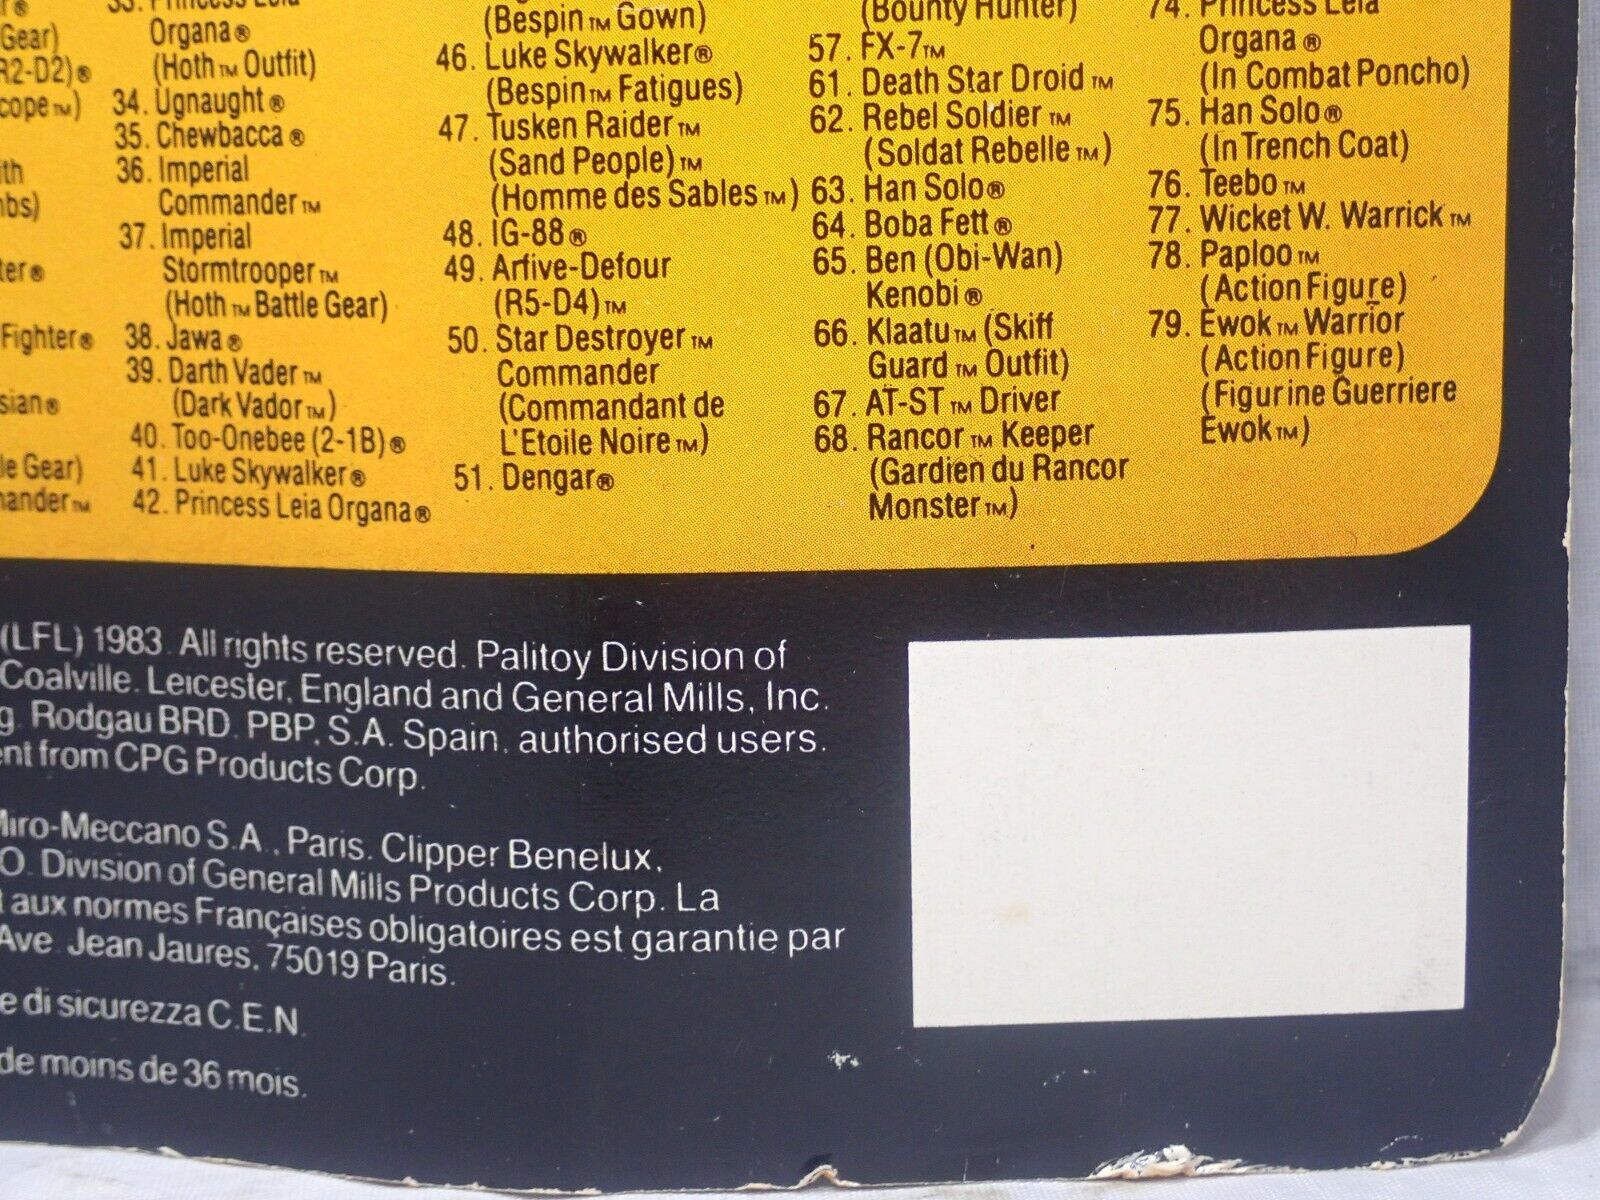 33. Princess Leia
Organa®
(Hoth™ Outfit)
34. Ugnaught®
35. Chewbacca®
36. Imperial
Commander™
37. Imperial
Stormtrooper™
(Hoth™ Battle Gear)
38. Jawa®
39. Darth Vader™
(Dark Vador™)
40. Too-Onebee (2-1B)®
41. Luke Skywalker®
42. Princess Leia Organa®
(Bespin™ Gown)
46. Luke Skywalker®
(Bespin™ Fatigues)
47. Tusken Raider™
(Sand People)™
(Homme des Sables™)
48. IG-88®
49. Arfive-Defour
(R5-D4)™
50. Star Destroyer™
Commander
(Commandant de
L'Etoile Noire™)
51. Dengar®
(Bounty Hunter)
57. FX-7™
61. Death Star Droid™
62. Rebel Soldier™
(Soldat Rebelle™)
63. Han Solo®
64. Boba Fett®
65. Ben (Obi-Wan)
Kenobi®
66. Klaatu™ (Skiff
Guard™ Outfit)
67. AT-ST™ Driver
68. Rancor™ Keeper
(Gardien du Rancor
Monster™)
74. Princess Leia
Organa®
(In Combat Poncho)
75. Han Solo®
(In Trench Coat)
76. Teebo™
77. Wicket W. Warrick™
78. Paploo™
(Action Figure)
79. Ewok™ Warrior
(Action Figure)
(Figurine Guerriere
Ewok™)
Gear)
R2-D2)®
cope™)
Fighter®
Gear)
(LFL) 1983. All rights reserved. Palitoy Division of
Coalville. Leicester, England and General Mills, Inc.
g. Rodgau BRD. PBP, S.A. Spain, authorised users.
from CPG Products Corp.
Miro-Meccano S.A., Paris. Clipper Benelux,
O. Division of General Mills Products Corp. La
aux normes Françaises obligatoires est garantie par
Ave. Jean Jaures, 75019 Paris.
e di sicurezza C.E.N.
de moins de 36 mois.